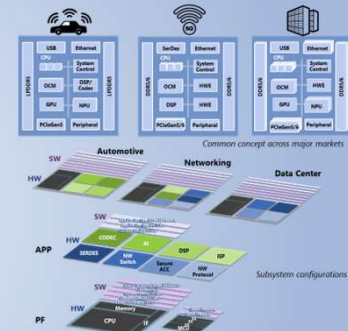 5G
USB Ethernet
CPU
System
Control
OCM
DSP/
Codec
GPU NPU
PCIeGen5 Peripheral
LPDDR5
LPDDR5
SerDes Ethernet
CPU
System
Control
OCM HWE
DSP HWE
PCIeGen5/6 Peripheral
DDR5/6
DDR5/6
USB Ethernet
CPU
System
Control
OCM HWE
GPU NPU
PCIeGen5/6 Peripheral
DDR5/6
DDR5/6
Common concept across major markets
Automotive
Networking
Data Center
SW
HW
SW
HW
APP
CODEC
AI
DSP
ISP
SERDES
NW
Switch
Secure
ACC
NW
Protocol
Subsystem configurations
SW
HW
PF
Memory
CPU
IF
MCU